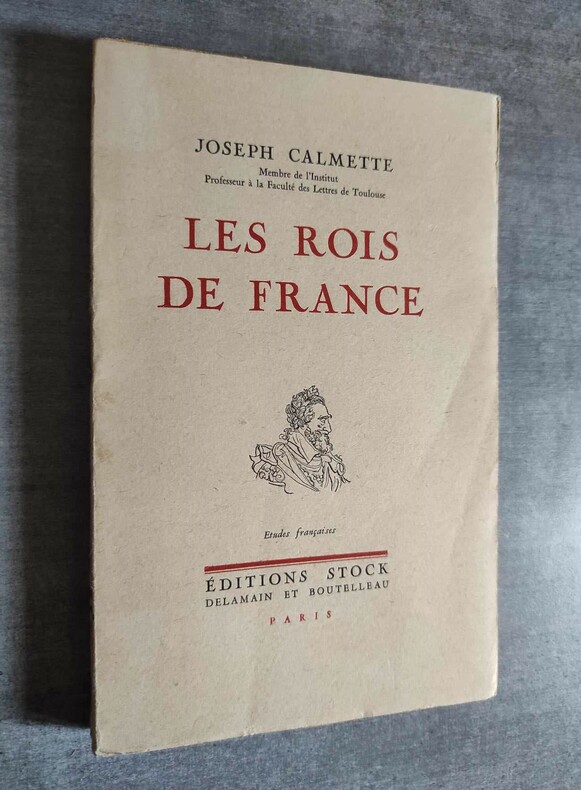 JOSEPH CALMETTE
Membre de l'Institut
Professeur à la Faculté des Lettres de Toulouse
LES ROIS
DE FRANCE
Etudes françaises
ÉDITIONS STOCK
DELAMAIN ET BOUTELLEAU
PARIS